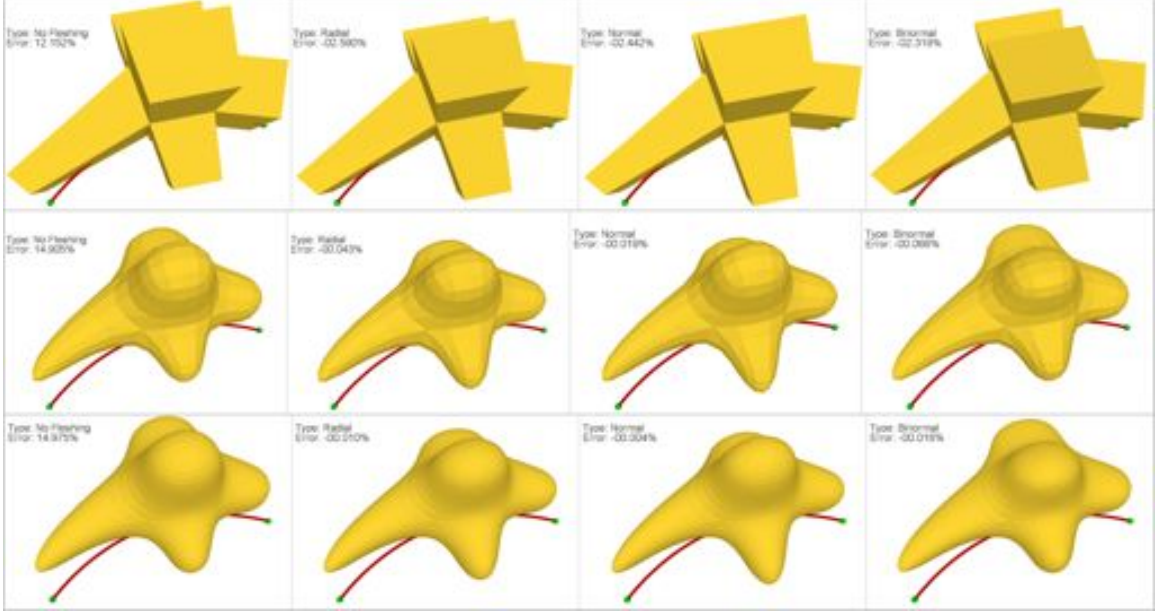 Type: No Fleshing
Error: 12.152%
Type: Radial
Error: -02.580%
Type: Normal
Error: -02.442%
Type: Binormal
Error: -02.318%
Type: No Fleshing
Error: 14.905%
Type: Radial
Error: -00.043%
Type: Normal
Error: -00.018%
Type: Binormal
Error: -00.068%
Type: No Fleshing
Error: 14.975%
Type: Radial
Error: -00.010%
Type: Normal
Error: -00.004%
Type: Binormal
Error: -00.016%